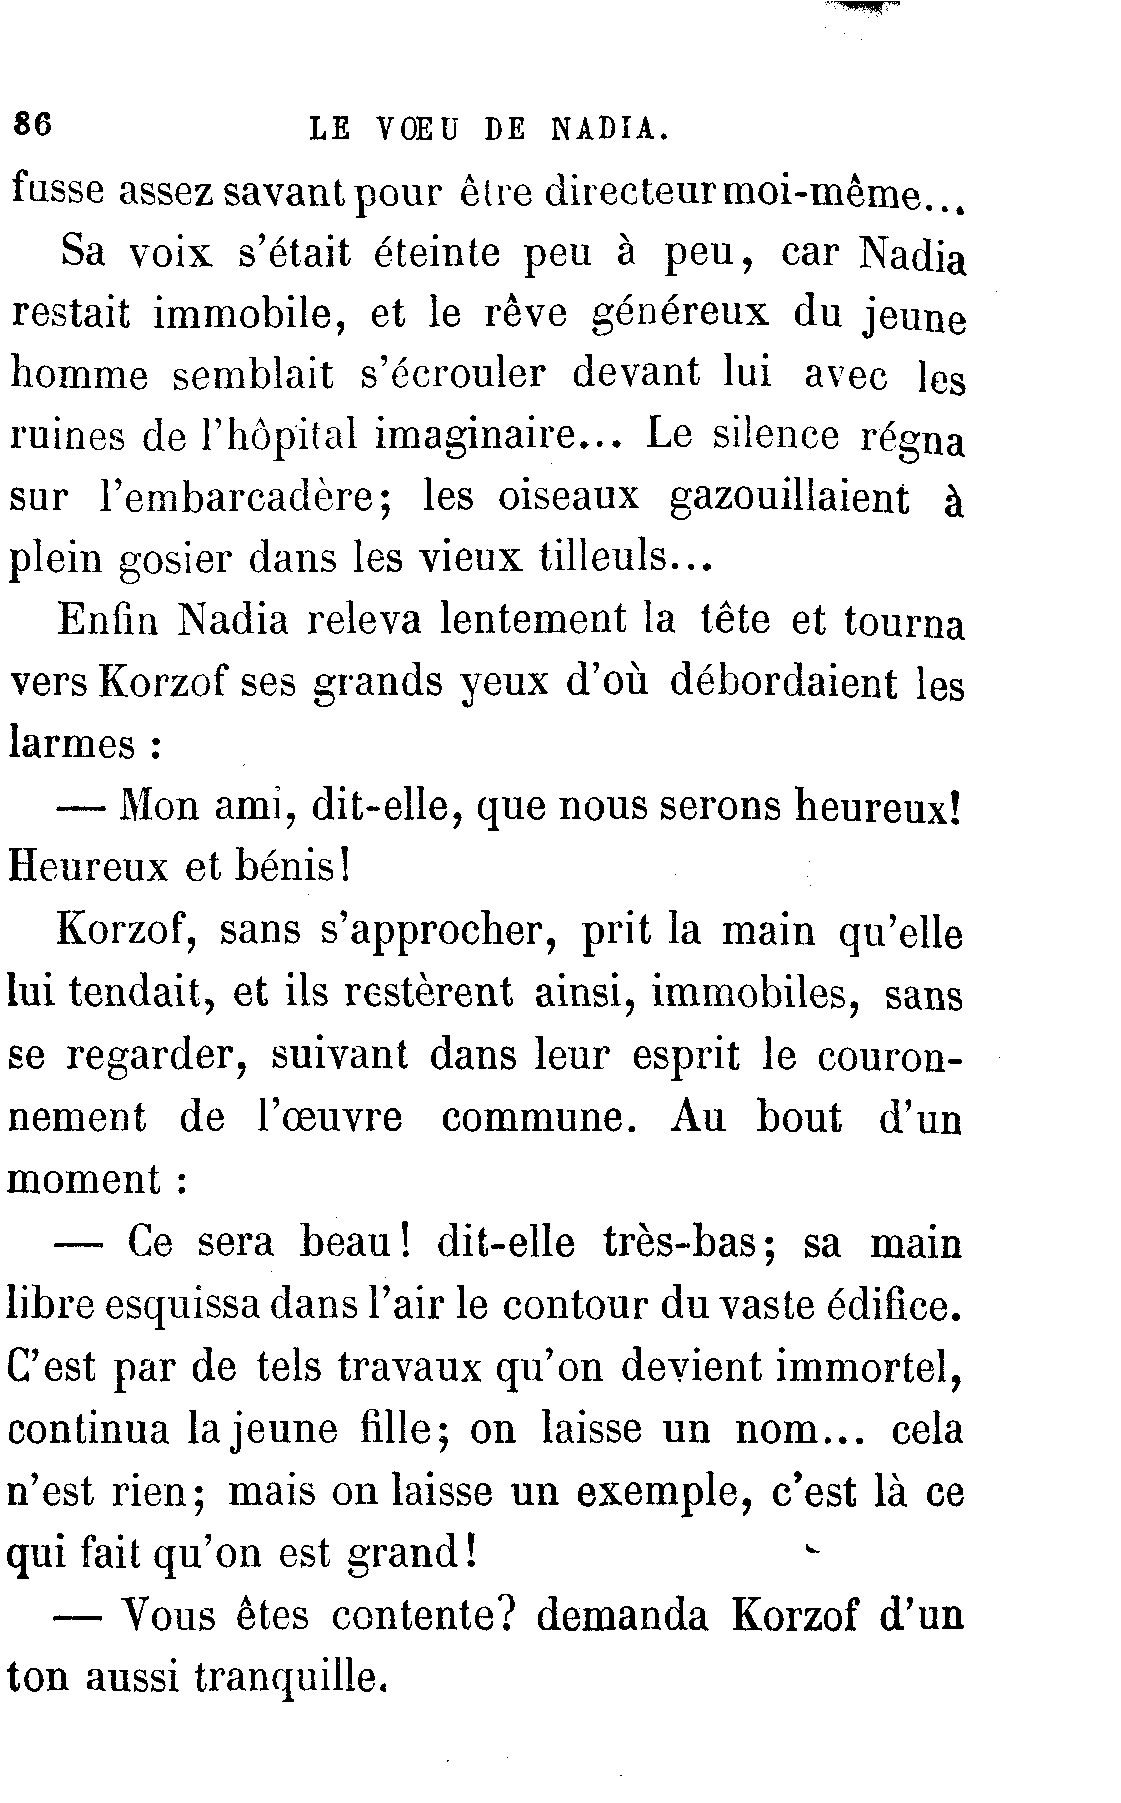 86 LE VŒU DE NADIA.
fusse assez savant pour être directeur moi-même...
Sa voix s'était éteinte peu à peu, car Nadia
restait immobile, et le rêve généreux du jeune
homme semblait s'écrouler devant lui avec les
ruines de l'hôpital imaginaire... Le silence régna
sur l'embarcadère; les oiseaux gazouillaient à
plein gosier dans les vieux tilleuls...
Enfin Nadia releva lentement la tête et tourna
vers Korzof ses grands yeux d'où débordaient les
larmes :
— Mon ami, dit-elle, que nous serons heureux!
Heureux et bénis!
Korzof, sans s'approcher, prit la main qu'elle
lui tendait, et ils restèrent ainsi, immobiles, sans
se regarder, suivant dans leur esprit le couron-
nement de l'œuvre commune. Au bout d'un
moment :
— Ce sera beau! dit-elle très-bas; sa main
libre esquissa dans l'air le contour du vaste édifice.
C'est par de tels travaux qu'on devient immortel,
continua la jeune fille; on laisse un nom... cela
n'est rien; mais on laisse un exemple, c'est là ce
qui fait qu'on est grand!
— Vous êtes contente? demanda Korzof d'un
ton aussi tranquille.